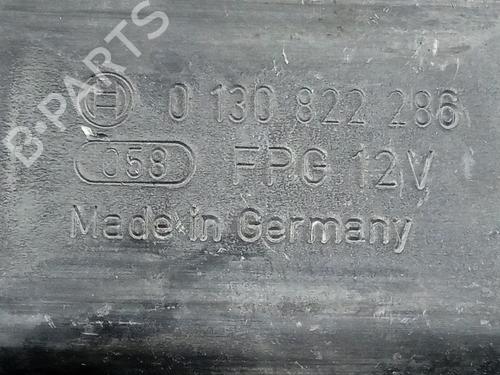 B-PARTS
0 130 822 286
058 FPG 12V
Made in Germany